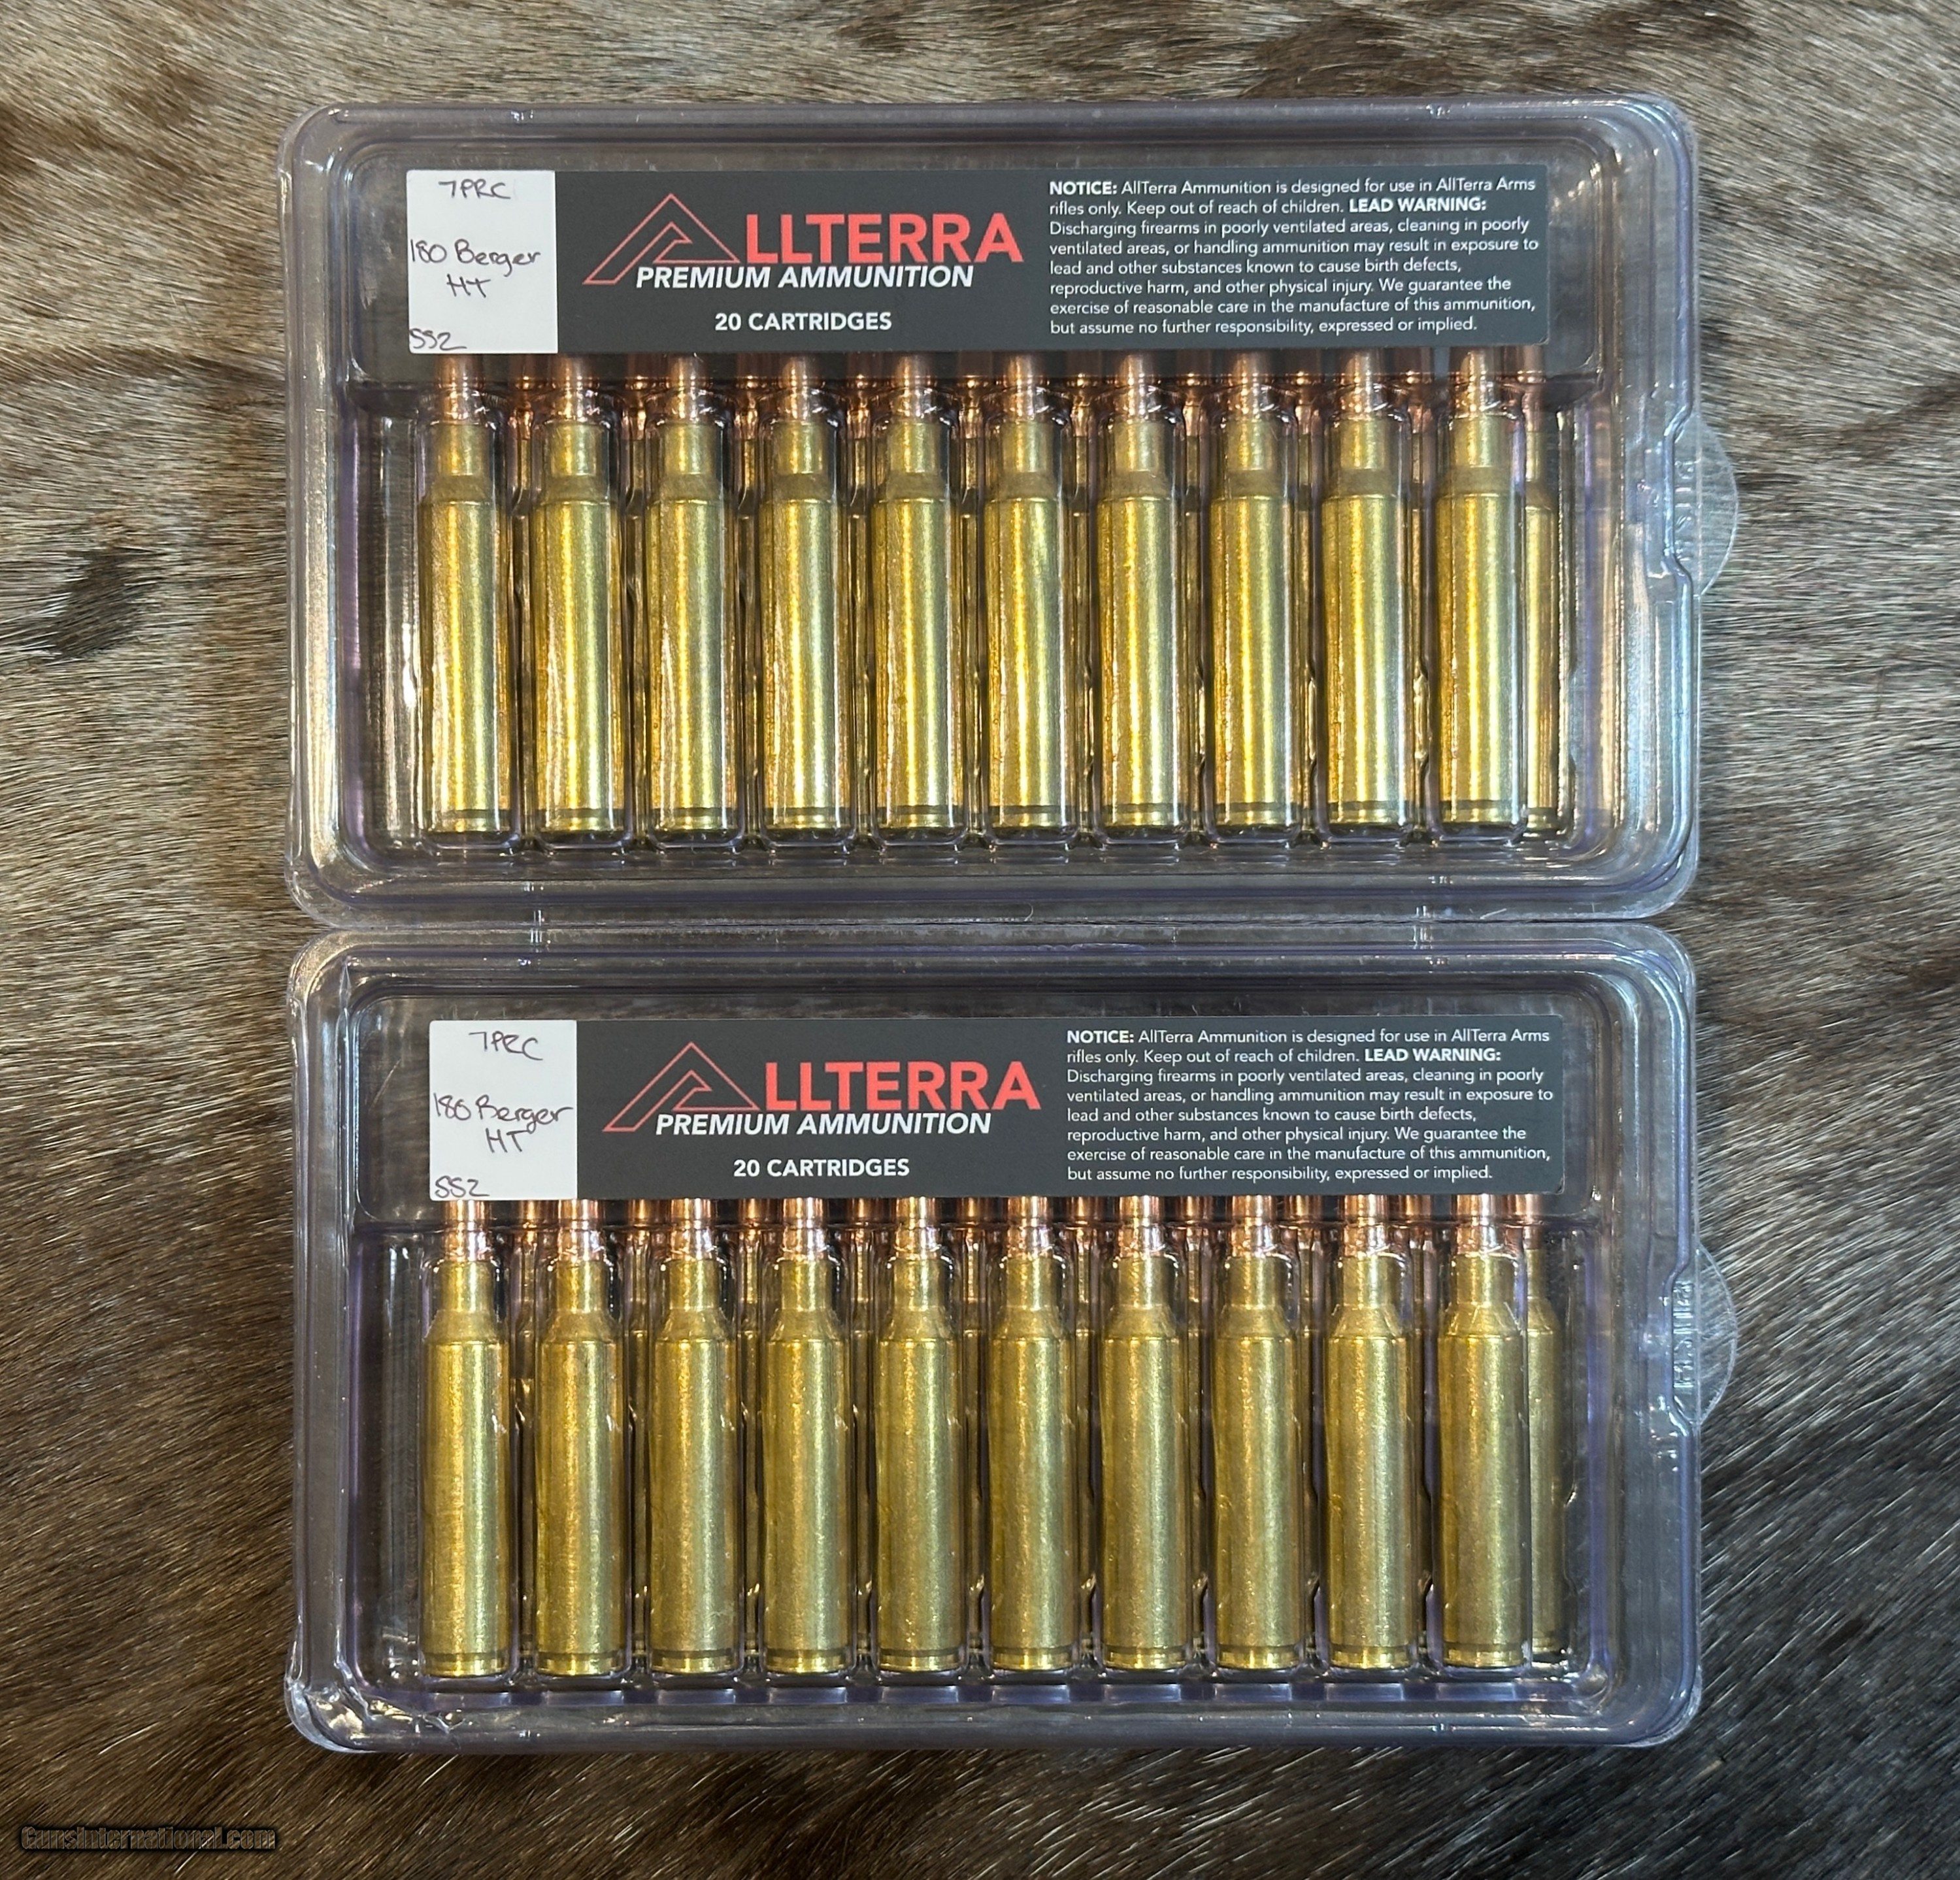 7PRC
180 Berger
HT
SS2
ALLTERRA
PREMIUM AMMUNITION
20 CARTRIDGES
NOTICE: AllTerra Ammunition is designed for use in AllTerra Arms
rifles only. Keep out of reach of children. LEAD WARNING:
Discharging firearms in poorly ventilated areas, cleaning in poorly
ventilated areas, or handling ammunition may result in exposure to
lead and other substances known to cause birth defects,
reproductive harm, and other physical injury. We guarantee the
exercise of reasonable care in the manufacture of this ammunition,
but assume no further responsibility, expressed or implied.
7PRC
180 Berger
HT
SS2
ALLTERRA
PREMIUM AMMUNITION
20 CARTRIDGES
NOTICE: AllTerra Ammunition is designed for use in AllTerra Arms
rifles only. Keep out of reach of children. LEAD WARNING:
Discharging firearms in poorly ventilated areas, cleaning in poorly
ventilated areas, or handling ammunition may result in exposure to
lead and other substances known to cause birth defects,
reproductive harm, and other physical injury. We guarantee the
exercise of reasonable care in the manufacture of this ammunition,
but assume no further responsibility, expressed or implied.
GunsInternational.com